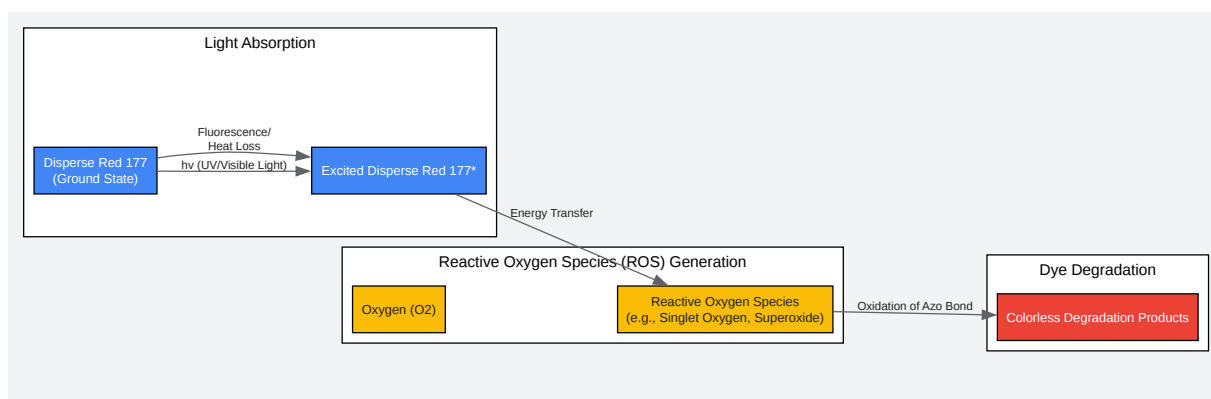 Light Absorption
Fluorescence/
Heat Loss
hv (UV/Visible Light)
Disperse Red 177
(Ground State)
Excited Disperse Red 177*
Energy Transfer
Reactive Oxygen Species (ROS) Generation
Oxygen (O2)
Reactive Oxygen Species
(e.g., Singlet Oxygen, Superoxide)
Oxidation of Azo Bond
Dye Degradation
Colorless Degradation Products